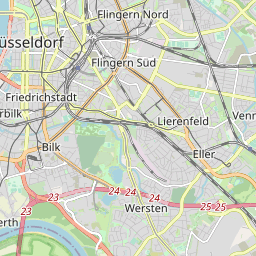 Flingern Nord
üsseldorf
Flingern Süd
Friedrichstadt
rbilk
Lierenfeld
Venn
Bilk
Eller
23
24
24
24
25
25
23
Wersten
erth